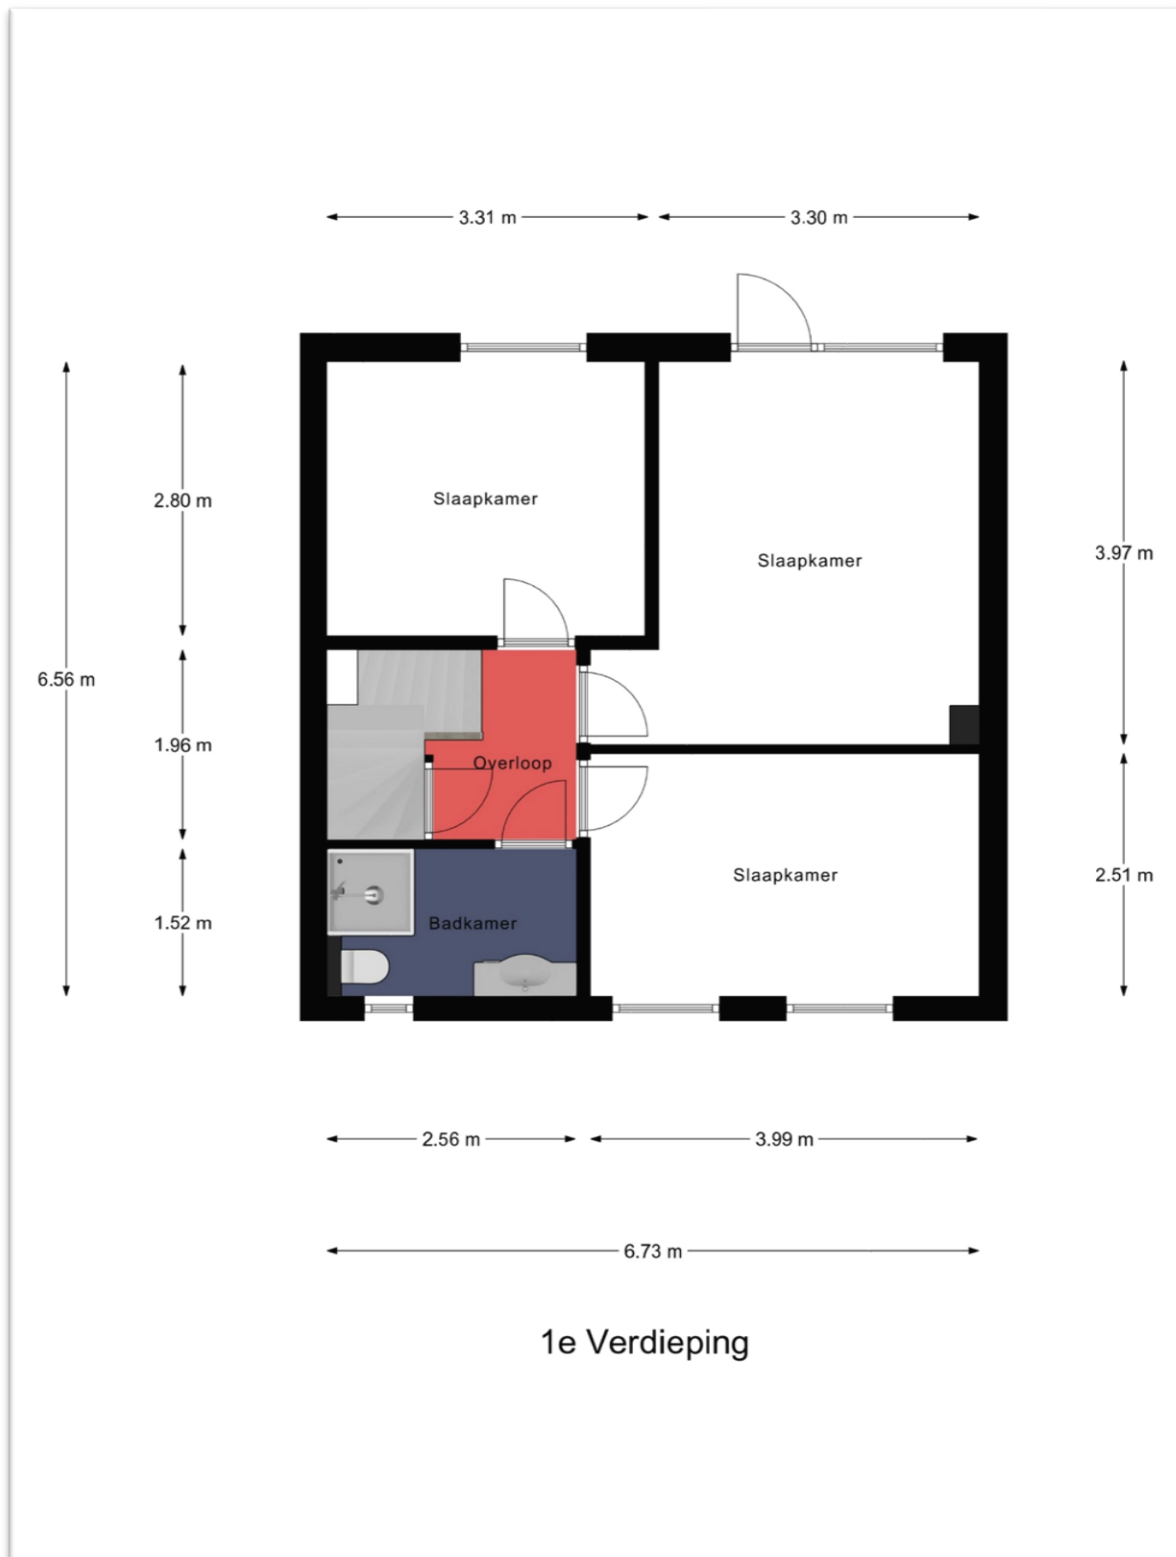 3.31 m
3.30 m
Slaapkamer
2.80 m
Slaapkamer
3.97 m
6.56 m
1.96 m
Overloop
Slaapkamer
2.51 m
Badkamer
1.52 m
2.56 m
3.99 m
6.73 m
1e Verdieping